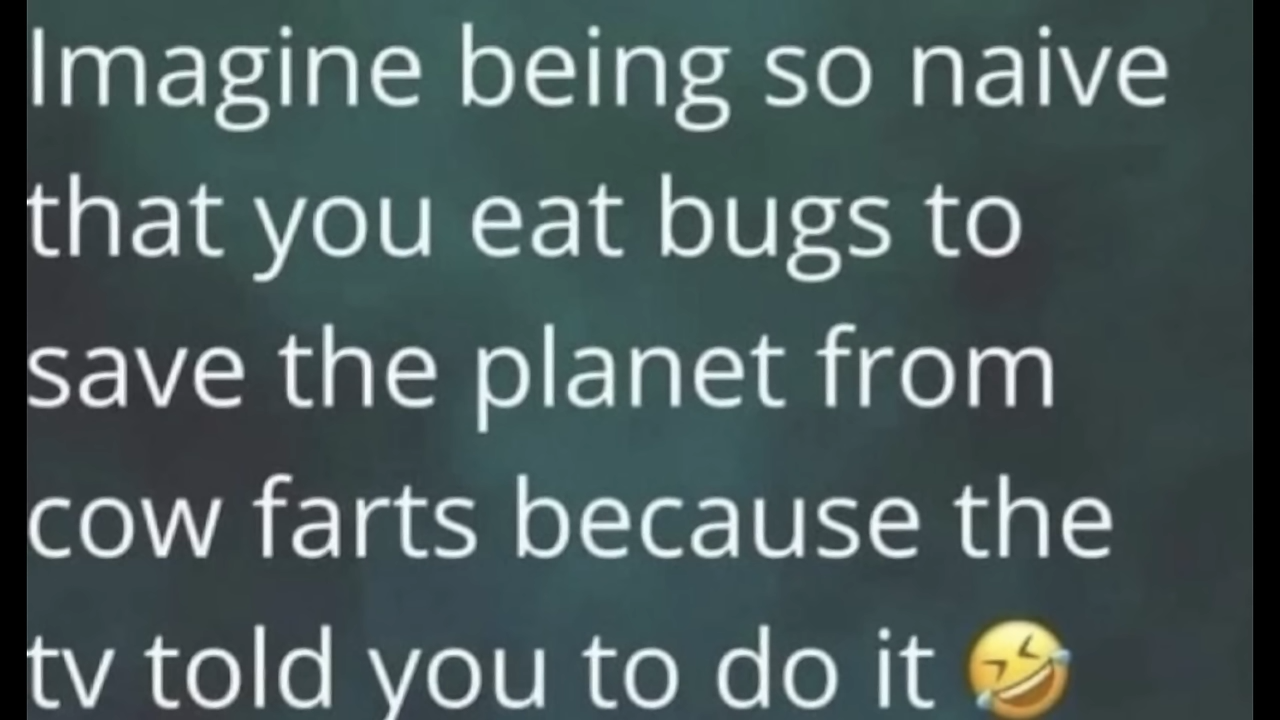 Imagine being so naive
that you eat bugs to
save the planet from
cow farts because the
tv told you to do it 🤣